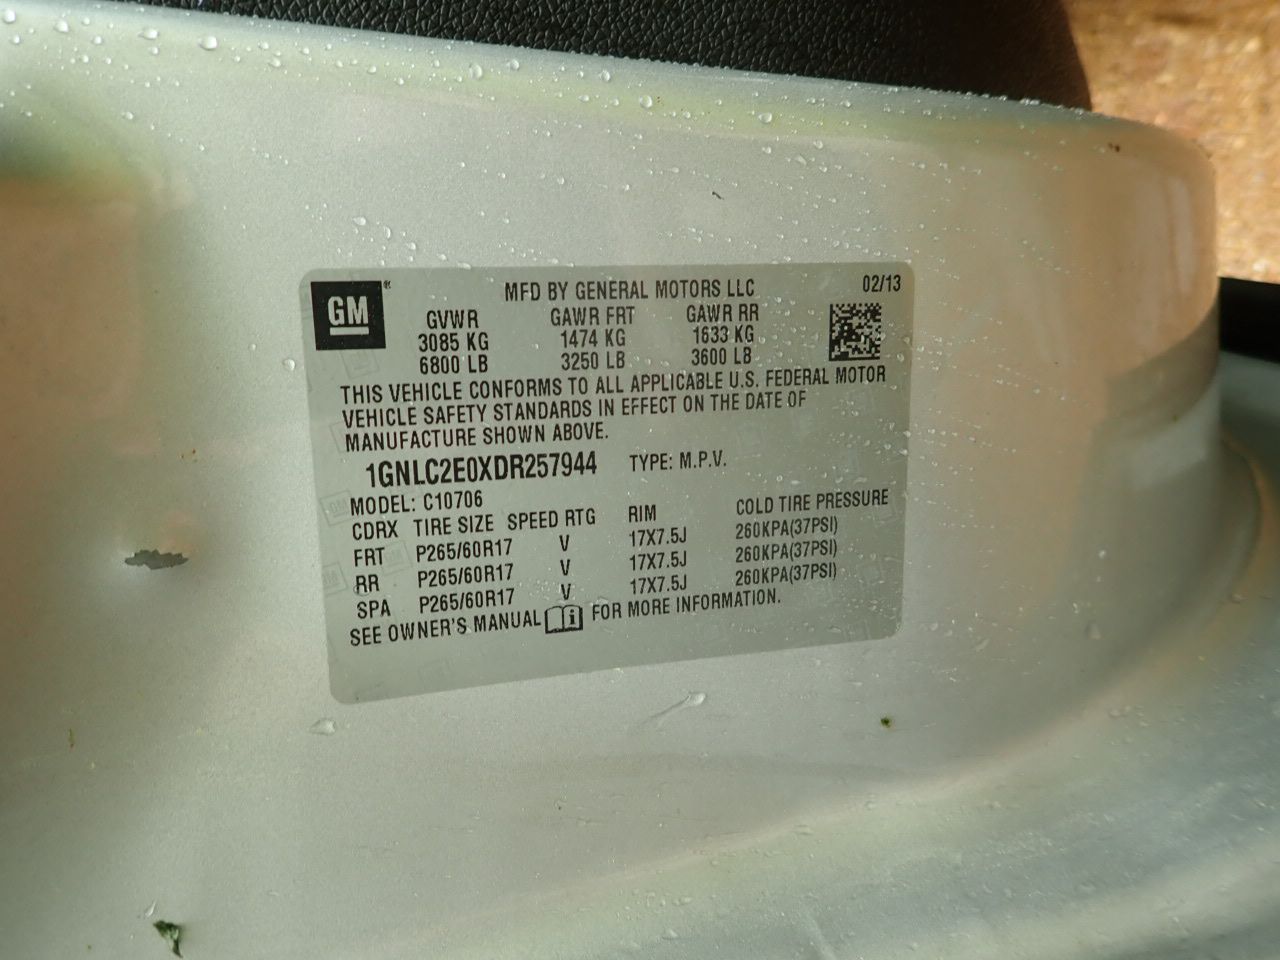 GM ® MFD BY GENERAL MOTORS LLC 02/13
GVWR GAWR FRT GAWR RR
3085 KG 1474 KG 1633 KG
6800 LB 3250 LB 3600 LB
THIS VEHICLE CONFORMS TO ALL APPLICABLE U.S. FEDERAL MOTOR
VEHICLE SAFETY STANDARDS IN EFFECT ON THE DATE OF
MANUFACTURE SHOWN ABOVE.
1GNLC2E0XDR257944 TYPE: M.P.V.
MODEL: C10706
CDRX TIRE SIZE SPEED RTG RIM COLD TIRE PRESSURE
FRT P265/60R17 V 17X7.5J 260KPA(37PSI)
RR P265/60R17 V 17X7.5J 260KPA(37PSI)
SPA P265/60R17 V 17X7.5J 260KPA(37PSI)
SEE OWNER'S MANUAL FOR MORE INFORMATION.